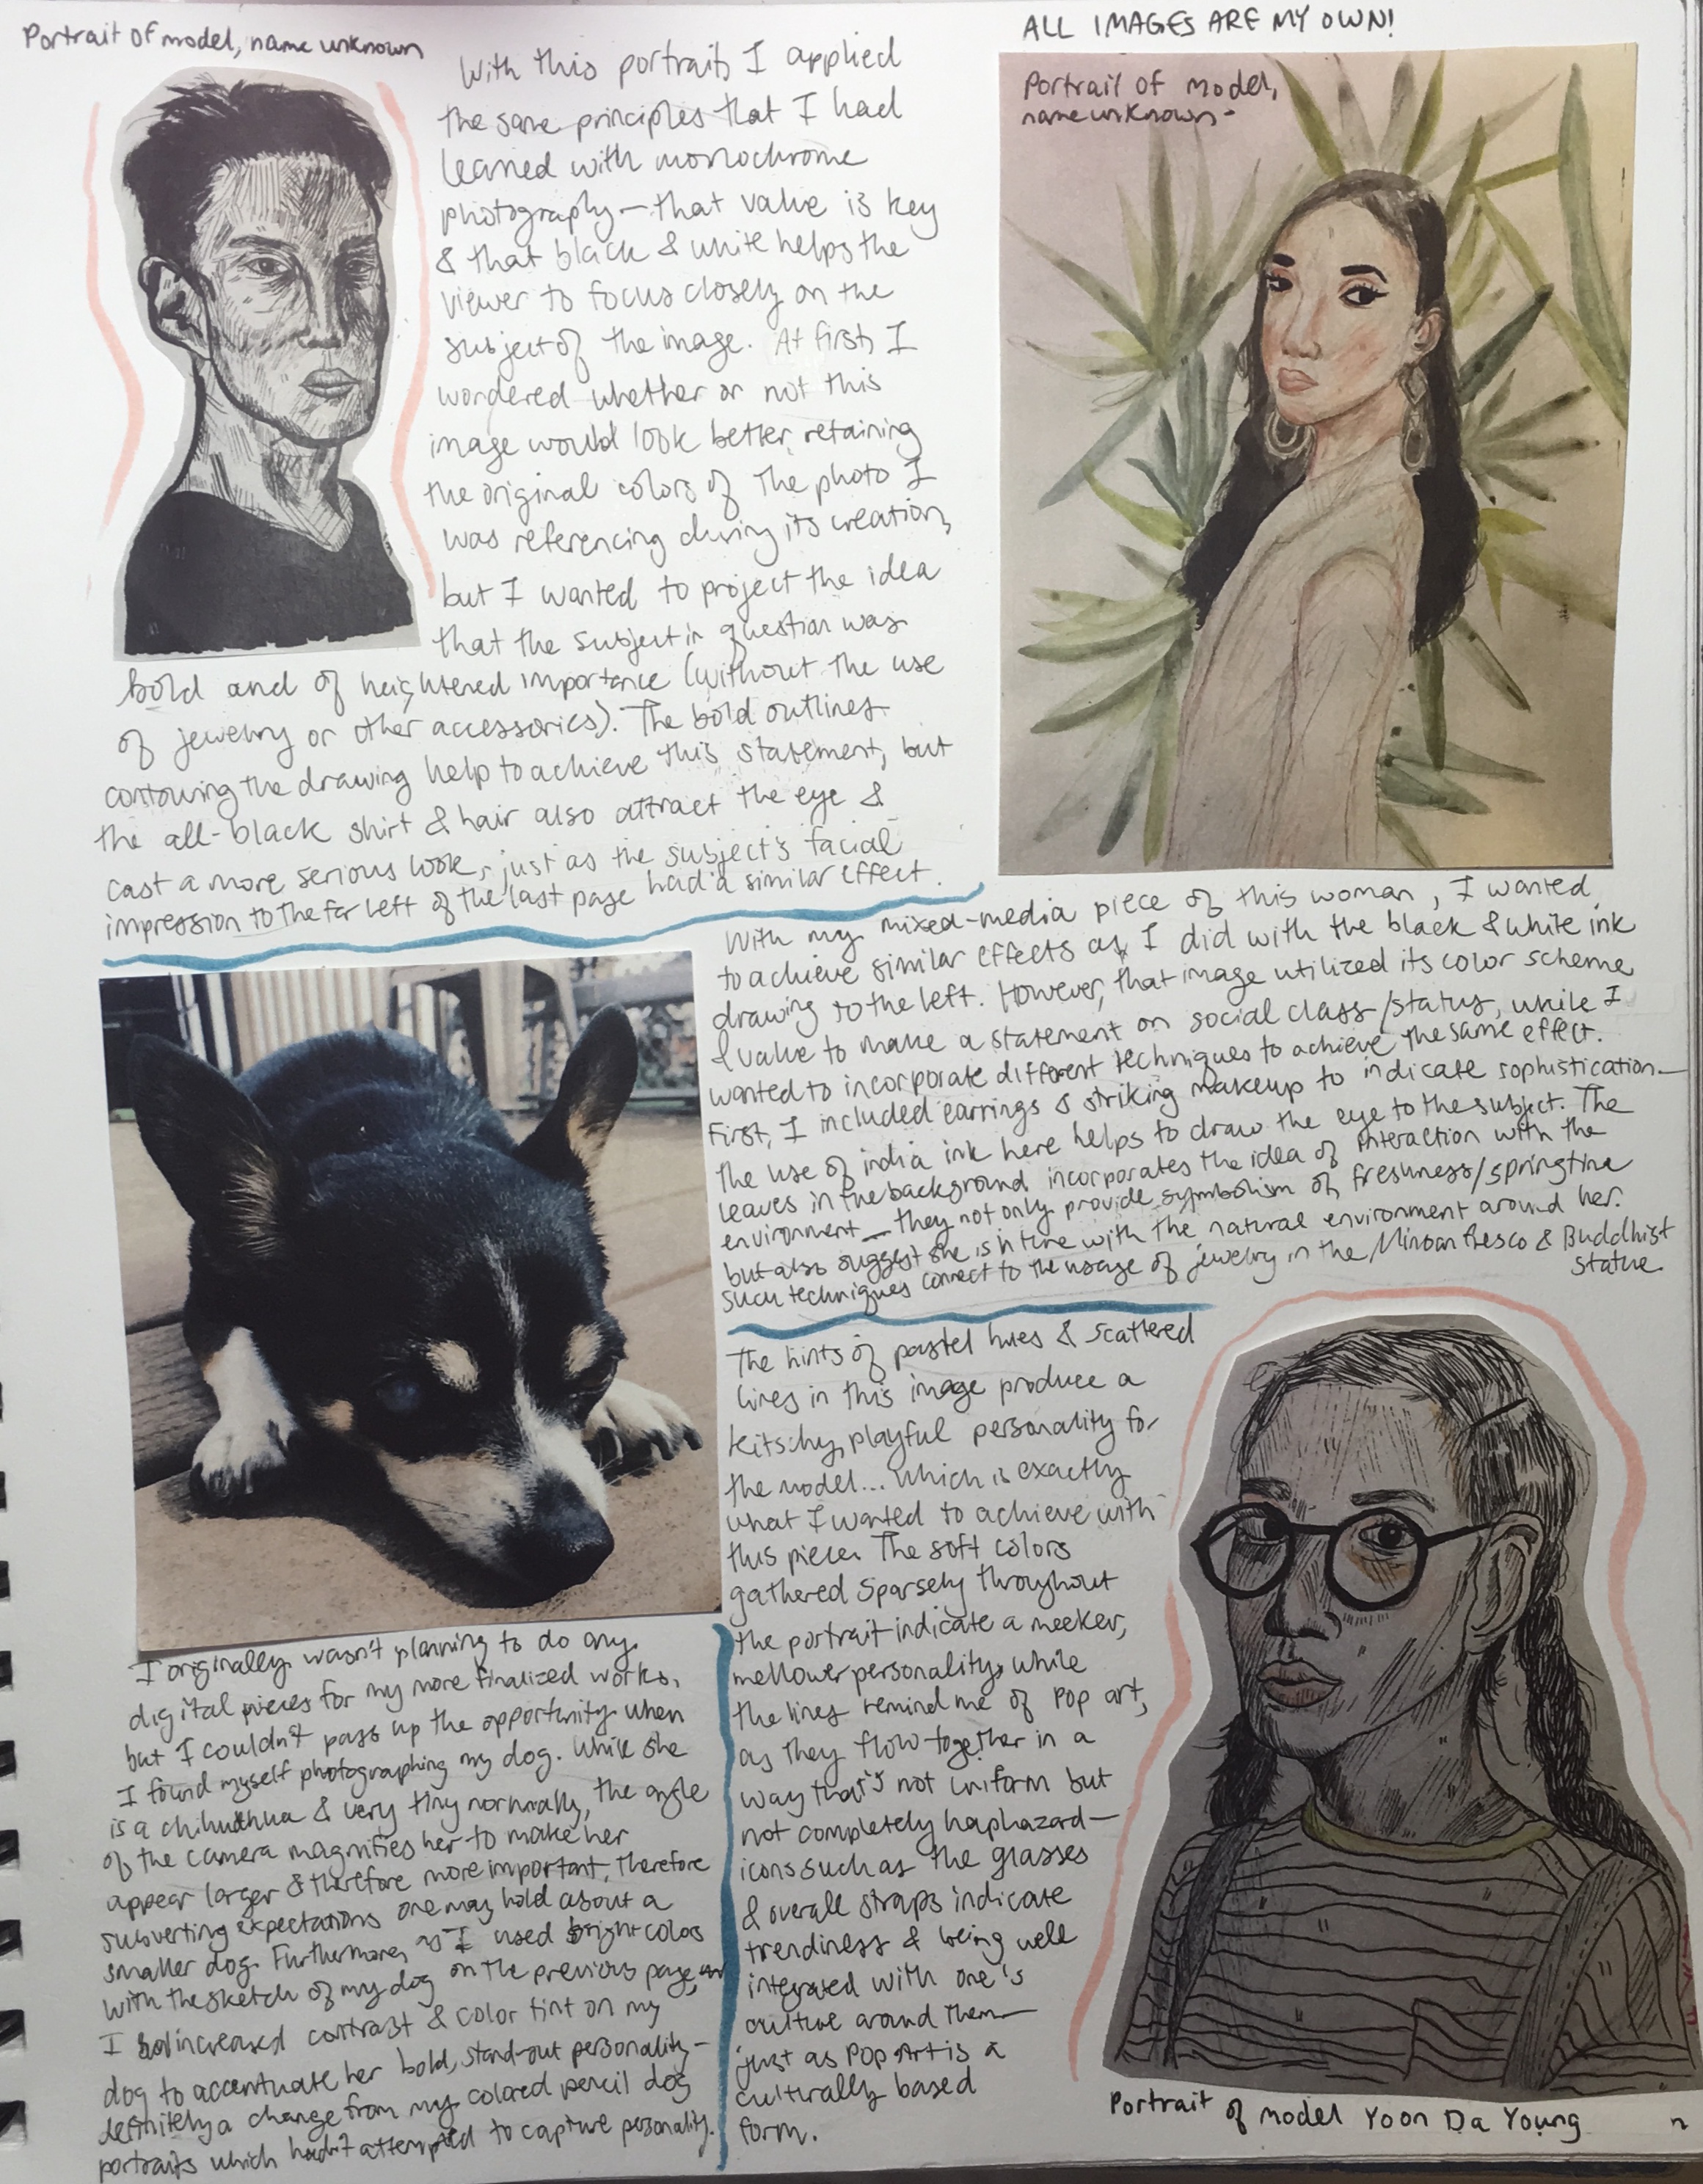 Portrait of model, name unknown
With this portrait, I applied
the same principles that I had
learned with monochrome
photography—that value is key
& that black & white helps the
viewer to focus closely on the
subject of the image. At first, I
wondered whether or not this
image would look better, retaining
the original colors of the photo I
was referencing during its creation,
but I wanted to project the idea
that the subject in question was
bold and of heightered importance (without the use
of jewelry or other accessories). The bold outlines
contouring the drawing help to achieve this statement, but
the all-black shirt & hair also attract the eye &
cast a more serious look, just as the subject's facial
impression to the far left of the last page had a similar effect.
ALL IMAGES ARE MY OWN!
Portrait of model,
name unknown-
With my mixed-media piece of this woman, I wanted
to achieve similar effects as I did with the black & white ink
drawing to the left. However, that image utilized its color scheme
& value to make a statement on social class/status, while I
wanted to incorporate different techniques to achieve the same effect.
First, I included earrings & striking makeup to indicate sophistication—
the use of india ink here helps to draw the eye to the subject. The
leaves in the background incorporates the idea of interaction with the
environment—they not only provide symbolism of freshness/springtime
but also suggest she is in tune with the natural environment around her.
Such techniques connect to the usage of jewelry in the Minoan fresco & Buddhist
statue.
I originally wasn't planning to do any
digital pieces for my more finalized works,
but I couldn't pass up the opportunity when
I found myself photographing my dog. While she
is a chihuahua & very tiny normally, the angle
of the camera magnifies her to make her
appear larger & therefore more important, therefore
subverting expectations one may hold about a
smaller dog. Furthermore, as I used bright colors
with the sketch of my dog on the previous page,
I increased contrast & color tint on my
dog to accentuate her bold, stand-out personality—
definitely a change from my colored pencil dog
portraits which hadn't attempted to capture personality.
The hints of pastel hues & scattered
lines in this image produce a
kitschy, playful personality for
the model... which is exactly
what I wanted to achieve with
this piece. The soft colors
gathered sparsely throughout
the portrait indicate a meeker,
mellower personality, while
the lines remind me of Pop art,
as they flow together in a
way that's not uniform but
not completely haphazard—
icons such as the glasses
& overall straps indicate
trendiness & being well
integrated with one's
culture around them—
just as Pop Art is a
culturally based
form.
Portrait of model Yoon Da Young